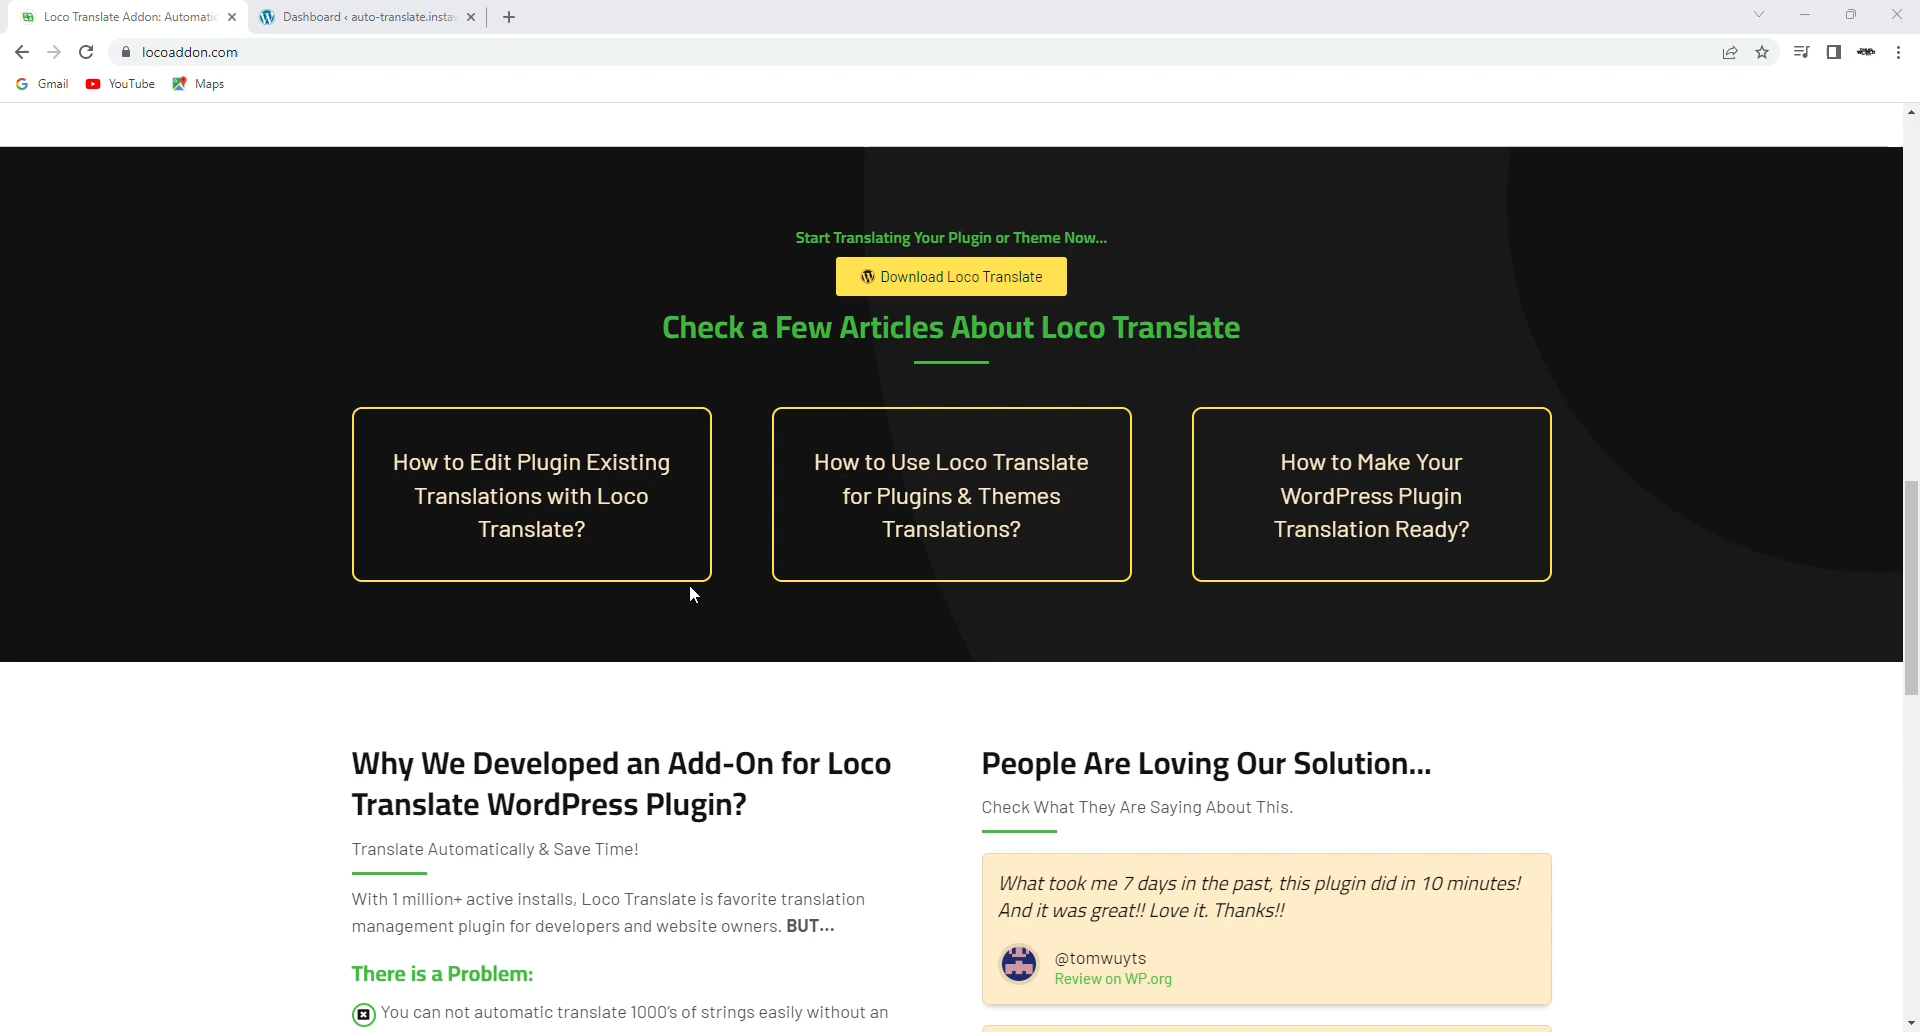 Loco Translate Addon: Automatic
Dashboard ‹ auto-translate.insta
locoaddon.com
Gmail
YouTube
Maps
Start Translating Your Plugin or Theme Now...
Download Loco Translate
Check a Few Articles About Loco Translate
How to Edit Plugin Existing
Translations with Loco
Translate?
How to Use Loco Translate
for Plugins & Themes
Translations?
How to Make Your
WordPress Plugin
Translation Ready?
Why We Developed an Add-On for Loco
Translate WordPress Plugin?
Translate Automatically & Save Time!
With 1 million+ active installs, Loco Translate is favorite translation
management plugin for developers and website owners. BUT...
There is a Problem:
You can not automatic translate 1000's of strings easily without an
People Are Loving Our Solution...
Check What They Are Saying About This.
What took me 7 days in the past, this plugin did in 10 minutes!
And it was great!! Love it. Thanks!!
@tomwuyts
Review on WP.org